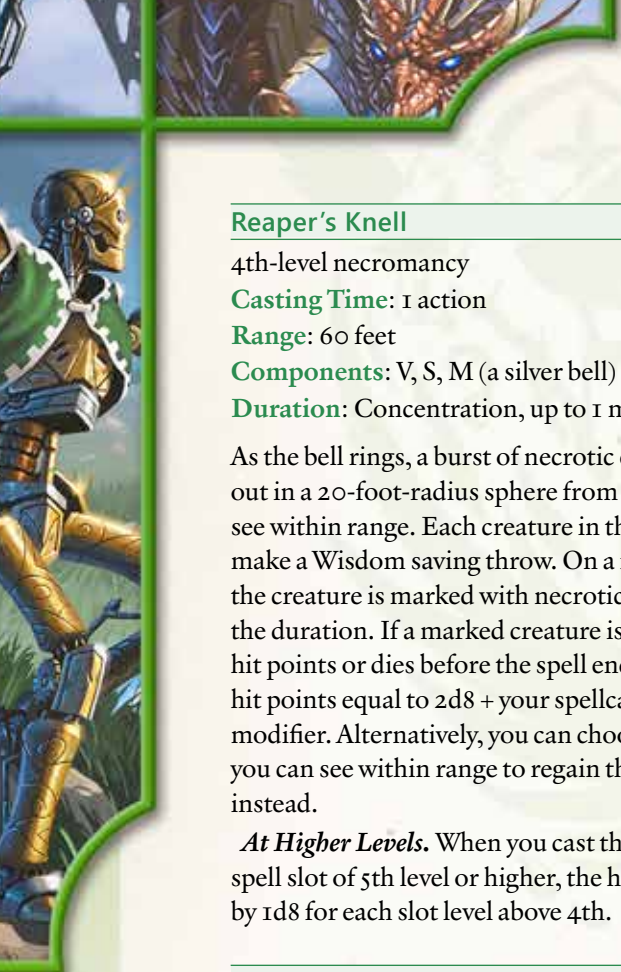 Reaper's Knell
4th-level necromancy
Casting Time: 1 action
Range: 60 feet
Components: V, S, M (a silver bell)
Duration: Concentration, up to 1
As the bell rings, a burst of necrotic
out in a 20-foot-radius sphere from
see within range. Each creature in
make a Wisdom saving throw. On a
the creature is marked with necrotic
the duration. If a marked creature is
hit points or dies before the spell
hit points equal to 2d8 + your
modifier. Alternatively, you can
you can see within range to regain
instead.
At Higher Levels. When you cast
spell slot of 5th level or higher, the
by 1d8 for each slot level above 4th.